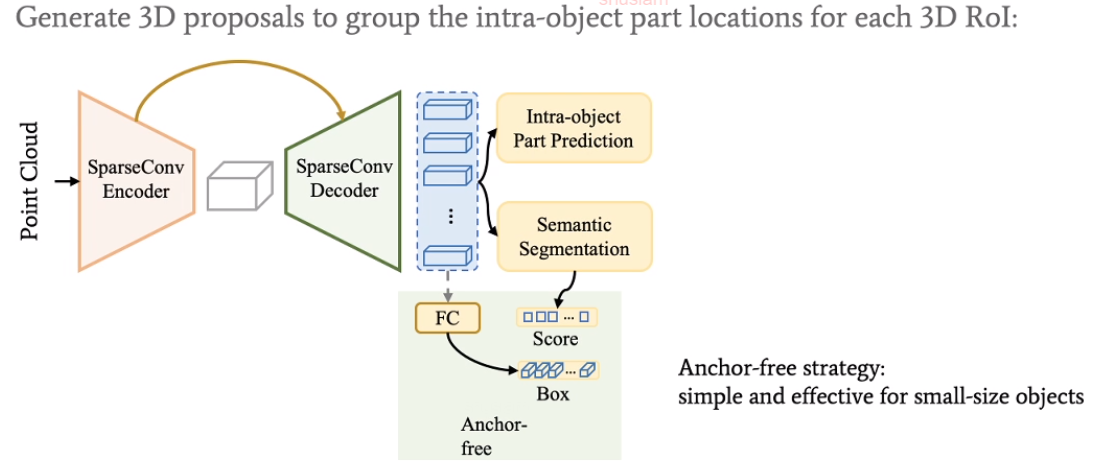 shusiam
Generate 3D proposals to group the intra-object part locations for each 3D RoI:
Point Cloud
SparseConv
Encoder
SparseConv
Decoder
Intra-object
Part Prediction
Semantic
Segmentation
FC
Score
Box
Anchor-
free
Anchor-free strategy:
simple and effective for small-size objects